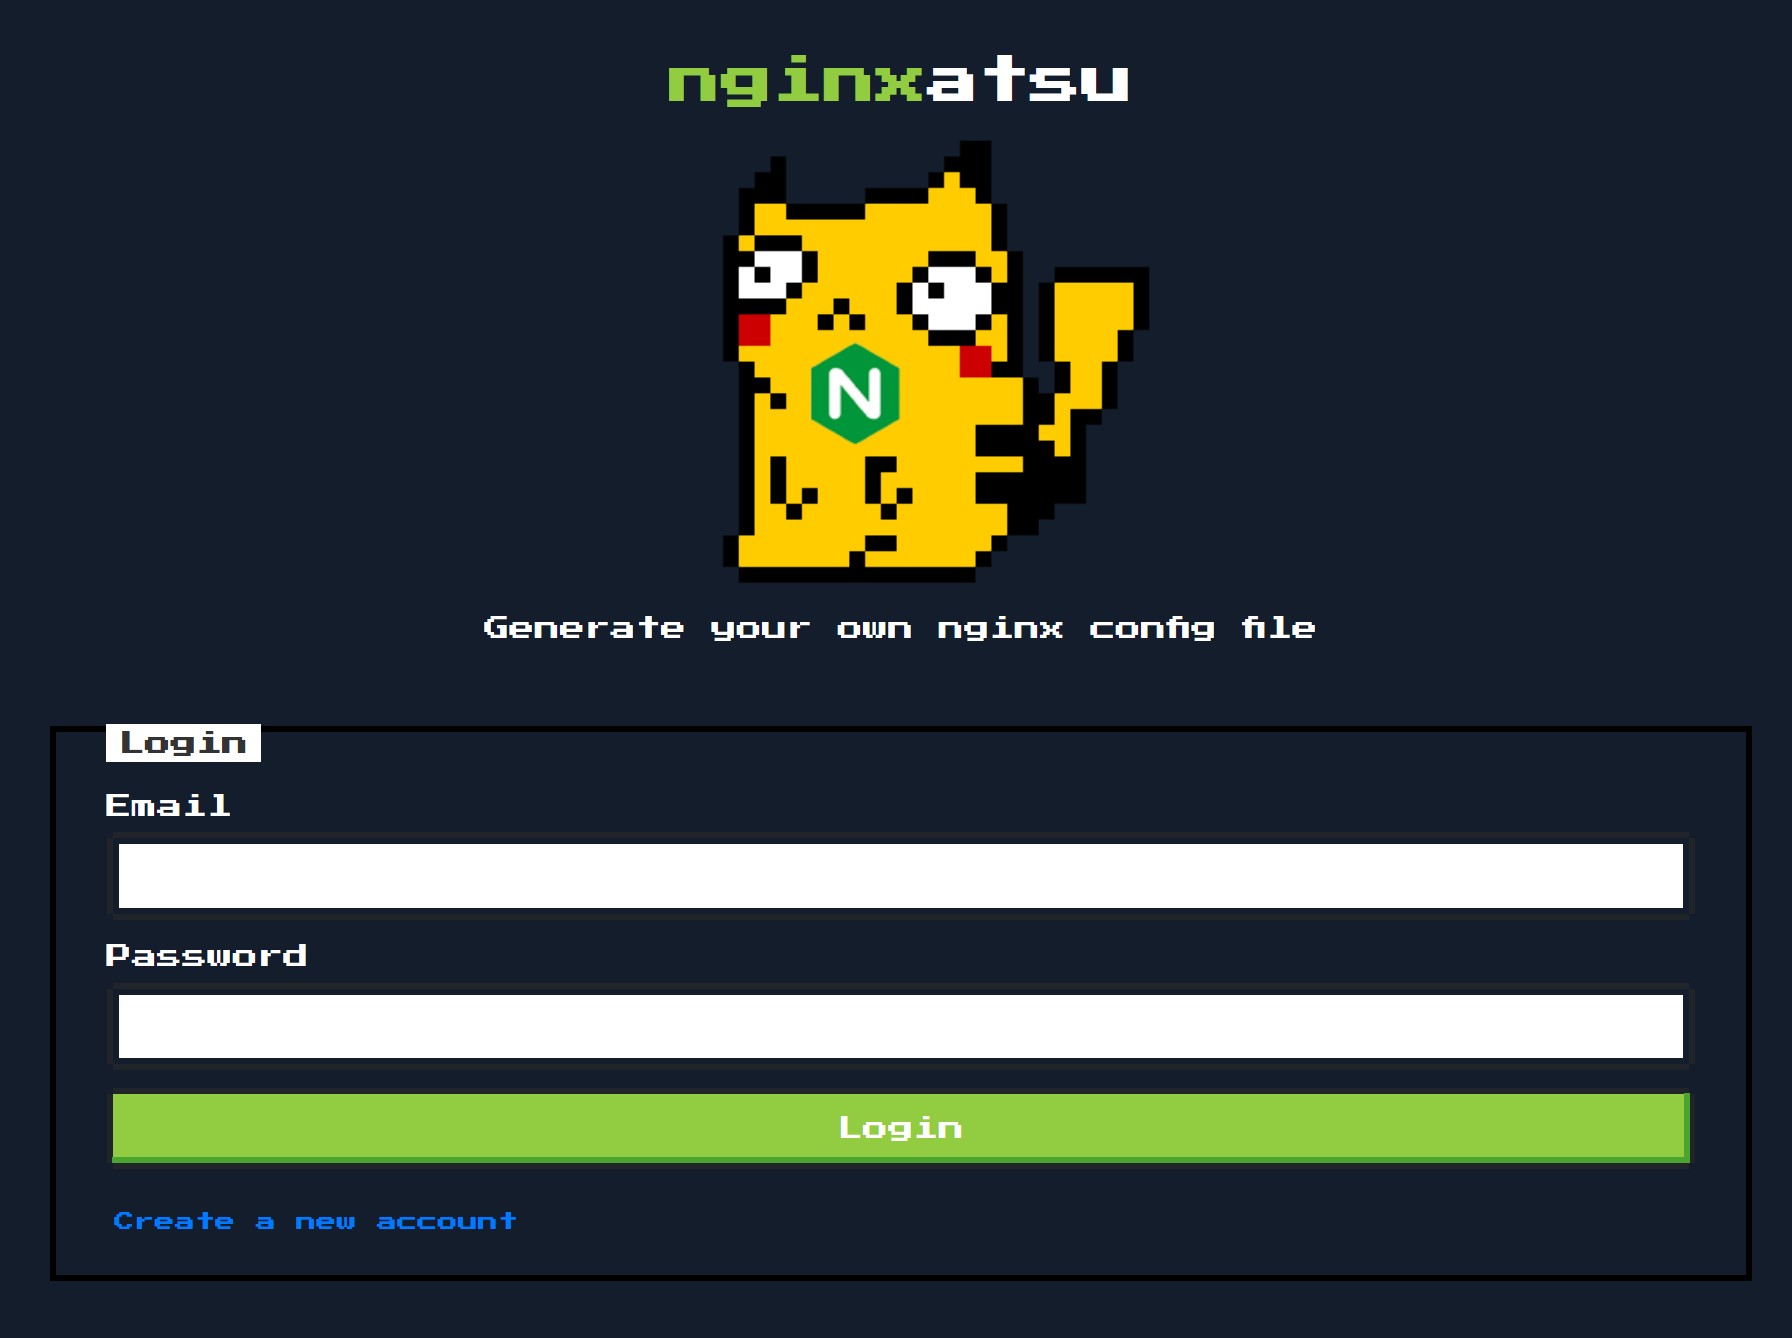 nginxatsu
N
Generate your own nginx config file
Login
Email
Password
Login
Create a new account